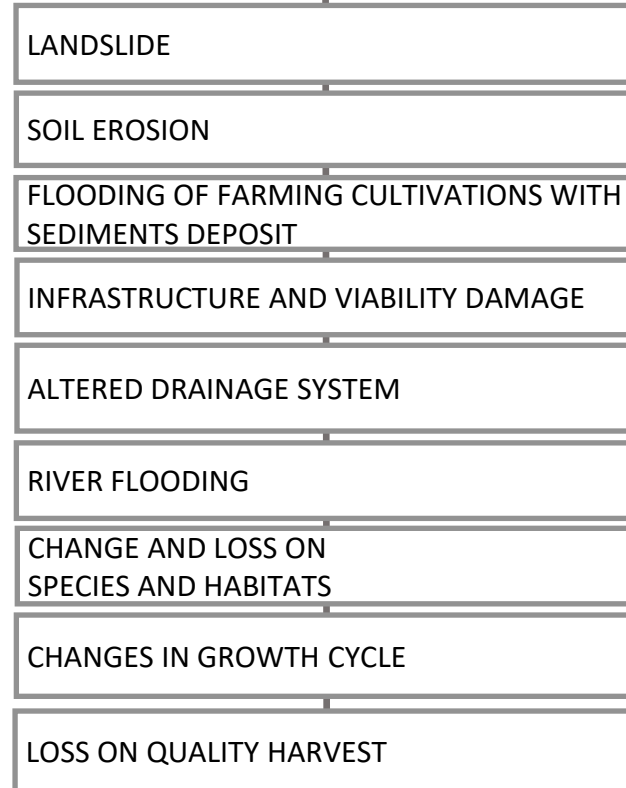 LANDSLIDE
SOIL EROSION
FLOODING OF FARMING CULTIVATIONS WITH
SEDIMENTS DEPOSIT
INFRASTRUCTURE AND VIABILITY DAMAGE
ALTERED DRAINAGE SYSTEM
RIVER FLOODING
CHANGE AND LOSS ON
SPECIES AND HABITATS
CHANGES IN GROWTH CYCLE
LOSS ON QUALITY HARVEST